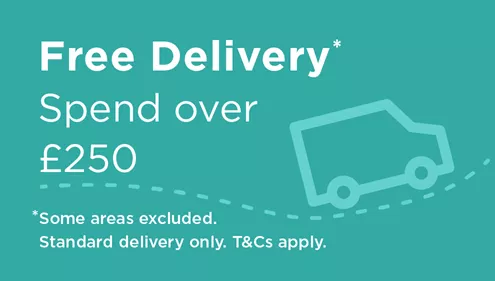 Free Delivery*
Spend over
£250
*Some areas excluded.
Standard delivery only. T&Cs apply.